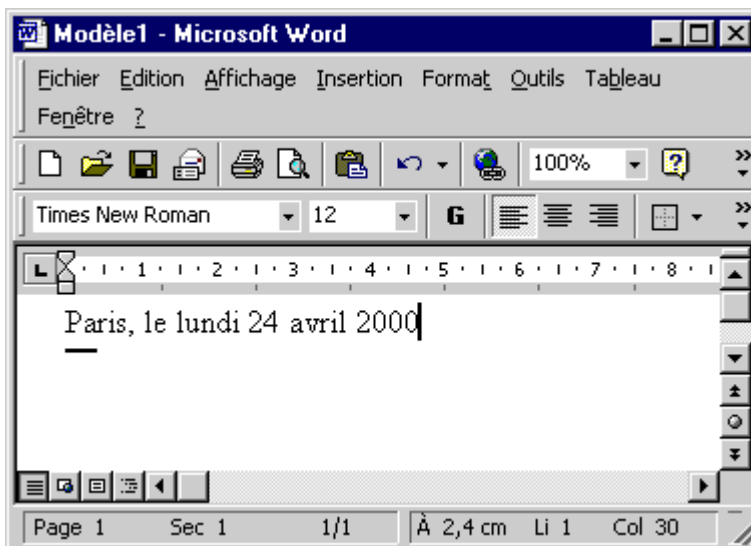 Modèle1 - Microsoft Word
Fichier Edition Affichage Insertion Format Outils Tableau
Fenêtre ?
100%
Times New Roman 12 G
1 2 3 4 5 6 7 8
Paris, le lundi 24 avril 2000
Page 1 Sec 1 1/1 À 2,4 cm Li 1 Col 30